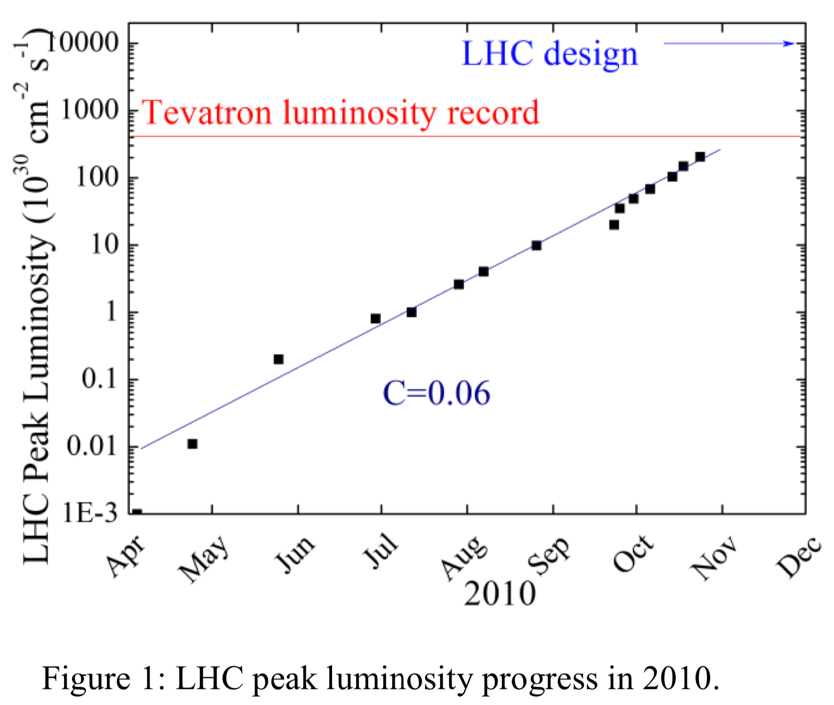 LHC Peak Luminosity (10^30 cm^-2 s^-1)
10000
1000
100
10
1
0.1
0.01
1E-3
LHC design
Tevatron luminosity record
C=0.06
Apr May Jun Jul Aug Sep Oct Nov Dec
2010
Figure 1: LHC peak luminosity progress in 2010.